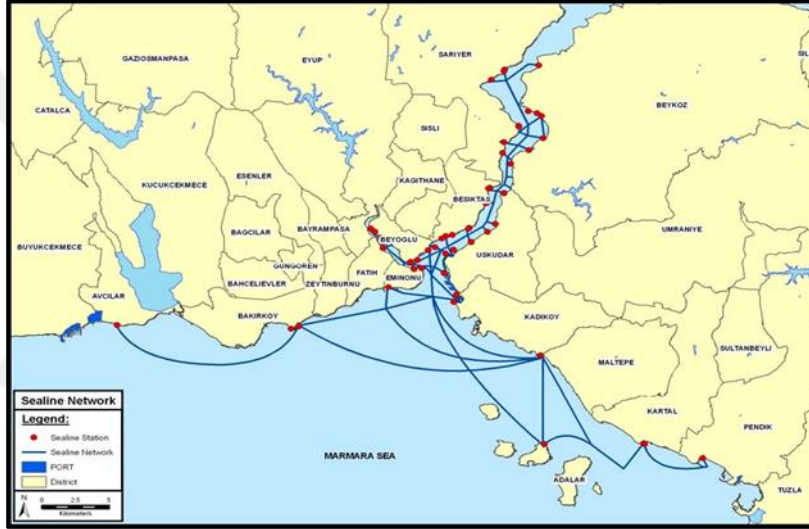 GAZIOSMANPASA
EYUP
SARIYER
SIL
CATALCA
BEYKOZ
SISLI
KUCUKCEKMECE
ESENLER
KAGITHANE
BESIKTAS
BUYUKCEKMECE
BAGCILAR
BAYRAMPASA
BEYOGLU
UMRANIYE
USKUDAR
GUNGOREN
FATIH
EMINONU
BAHCELIEVLER
ZEYTINBURNU
AVCILAR
BAKIRKOY
KADIKOY
MALTEPE
SULTANBEYLI
KARTAL
PENDIK
MARMARA SEA
ADALAR
TUZLA
Sealine Network
Legend:
Sealine Station
Sealine Network
PORT
District
N
0 2.5 5
Kilometers